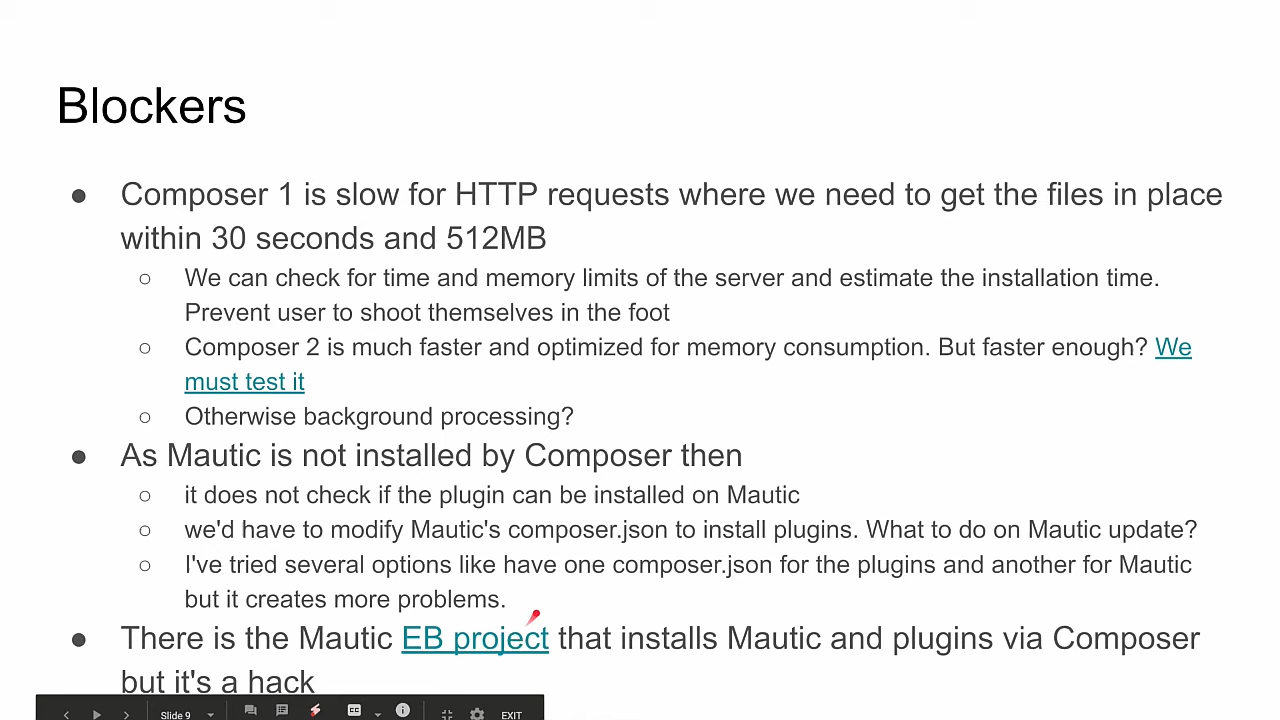 Blockers
● Composer 1 is slow for HTTP requests where we need to get the files in place
within 30 seconds and 512MB
○ We can check for time and memory limits of the server and estimate the installation time.
Prevent user to shoot themselves in the foot
○ Composer 2 is much faster and optimized for memory consumption. But faster enough? We
must test it
○ Otherwise background processing?
● As Mautic is not installed by Composer then
○ it does not check if the plugin can be installed on Mautic
○ we'd have to modify Mautic's composer.json to install plugins. What to do on Mautic update?
○ I've tried several options like have one composer.json for the plugins and another for Mautic
but it creates more problems.
● There is the Mautic EB project that installs Mautic and plugins via Composer
but it's a hack
Slide 9 CC EXIT